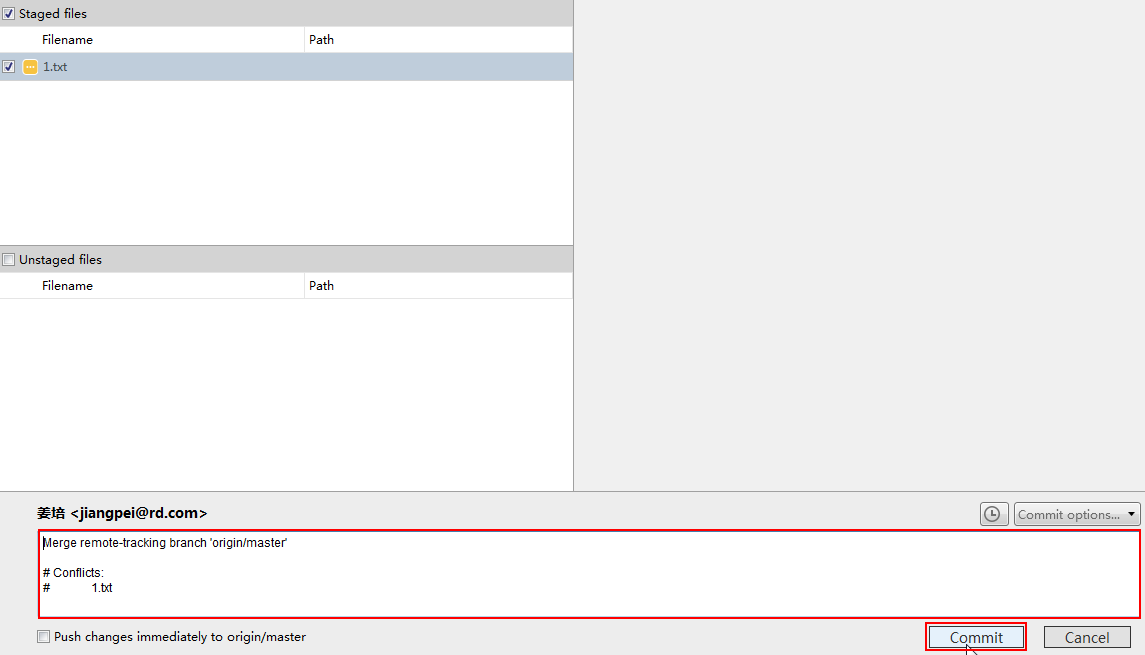 Staged files
Filename Path
1.txt
Unstaged files
Filename Path
姜培 <jiangpei@rd.com>
Commit options...
Merge remote-tracking branch 'origin/master'
# Conflicts:
# 1.txt
Push changes immediately to origin/master
Commit Cancel